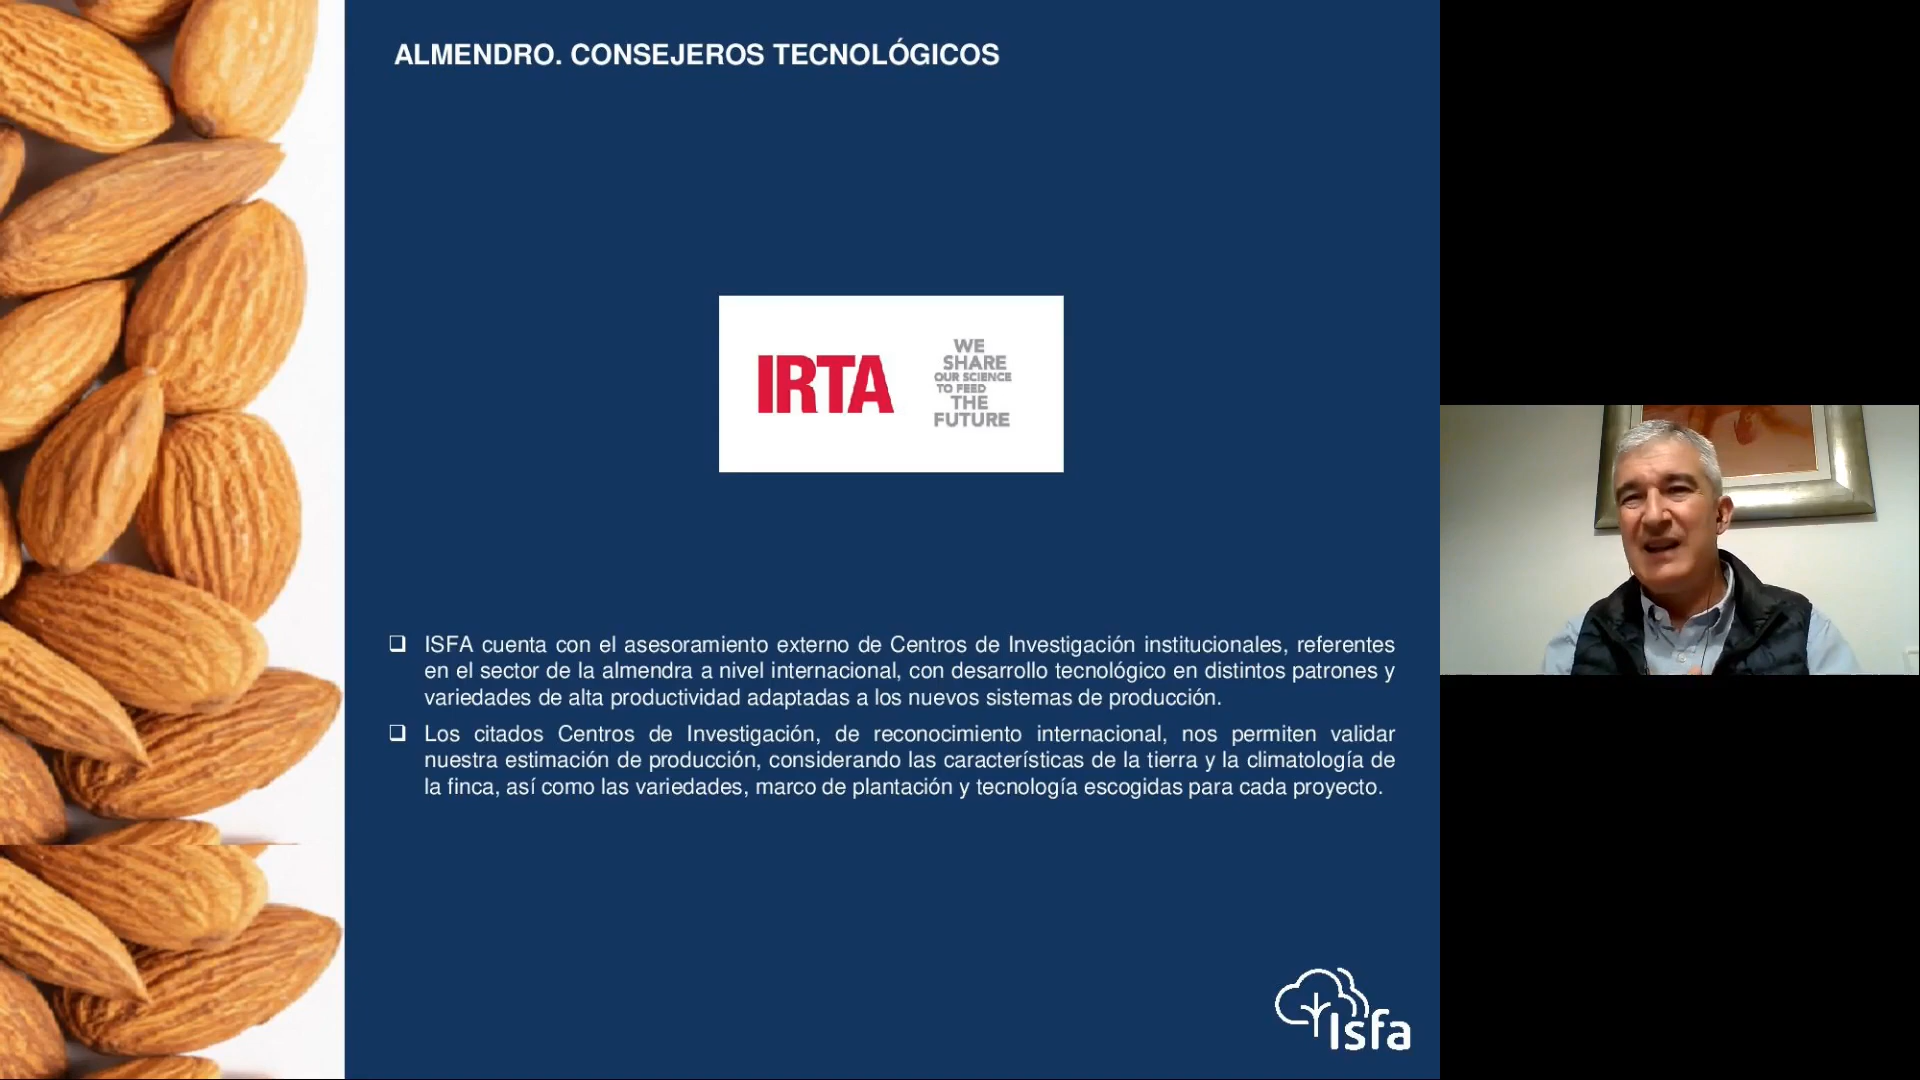 ALMENDRO. CONSEJEROS TECNOLÓGICOS
IRTA
WE
SHARE
OUR SCIENCE
TO FEED
THE
FUTURE
ISFA cuenta con el asesoramiento externo de Centros de Investigación institucionales, referentes
en el sector de la almendra a nivel internacional, con desarrollo tecnológico en distintos patrones y
variedades de alta productividad adaptadas a los nuevos sistemas de producción.
Los citados Centros de Investigación, de reconocimiento internacional, nos permiten validar
nuestra estimación de producción, considerando las características de la tierra y la climatología de
la finca, así como las variedades, marco de plantación y tecnología escogidas para cada proyecto.
Isfa